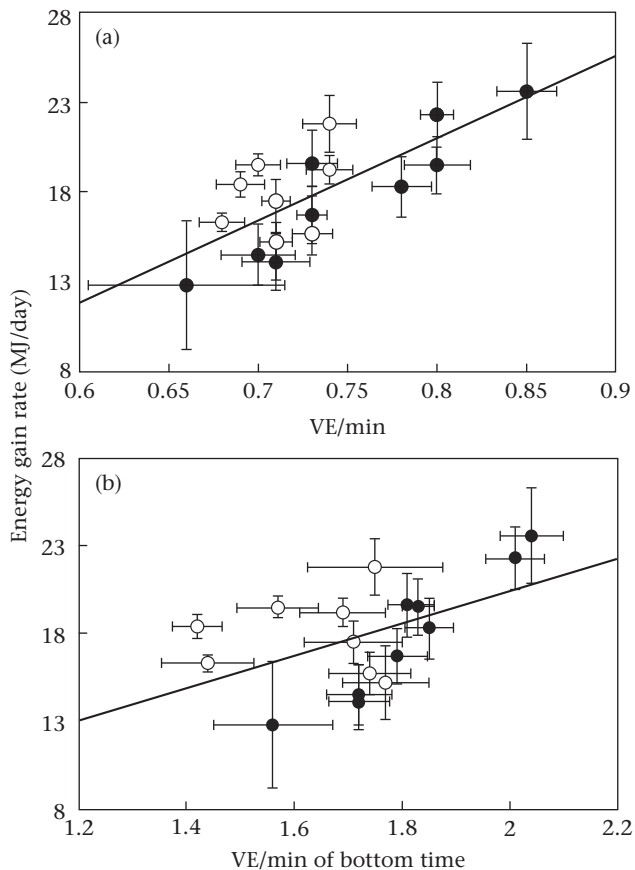 28
(a)
23
18
13
8
0.6 0.65 0.7 0.75 0.8 0.85 0.9
VE/min
Energy gain rate (MJ/day)
28
(b)
23
18
13
8
1.2 1.4 1.6 1.8 2 2.2
VE/min of bottom time